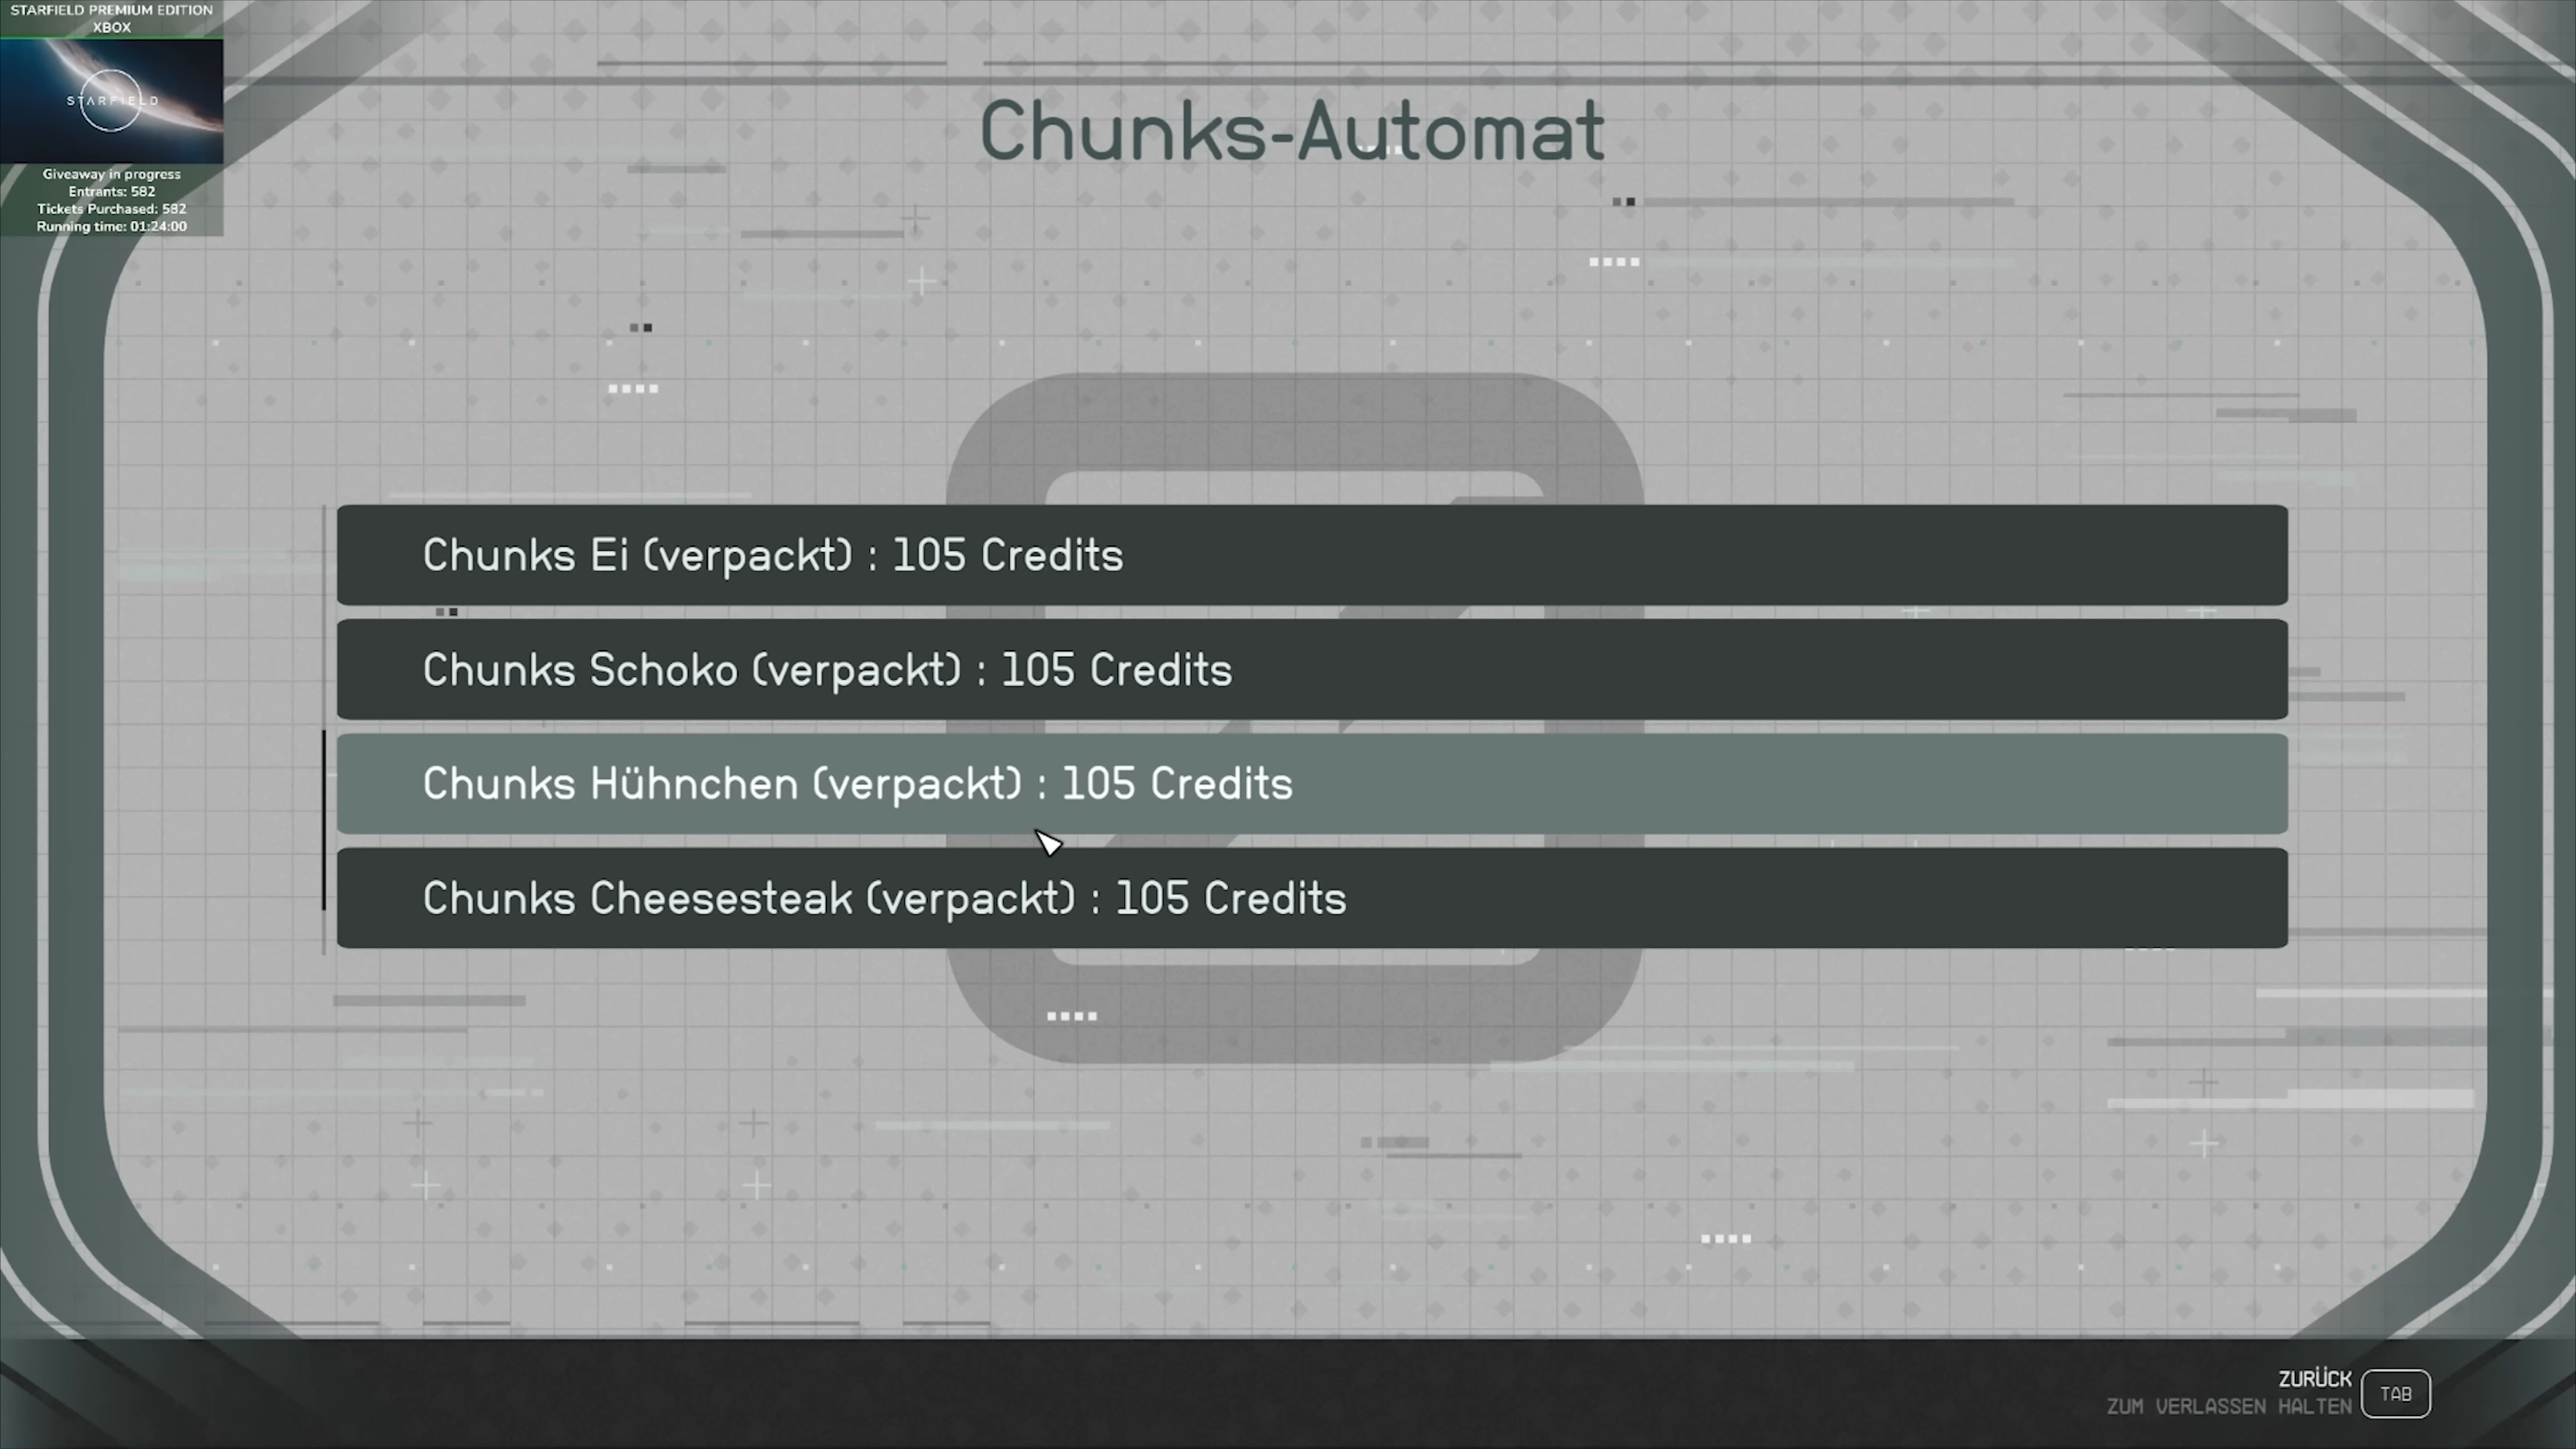 STARFIELD PREMIUM EDITION
XBOX
STARFIELD
Giveaway in progress
Entrants: 582
Tickets Purchased: 582
Running time: 01:24:00
Chunks-Automat
Chunks Ei (verpackt) : 105 Credits
Chunks Schoko (verpackt) : 105 Credits
Chunks Hühnchen (verpackt) : 105 Credits
Chunks Cheesesteak (verpackt) : 105 Credits
ZURÜCK
ZUM VERLASSEN HALTEN
TAB